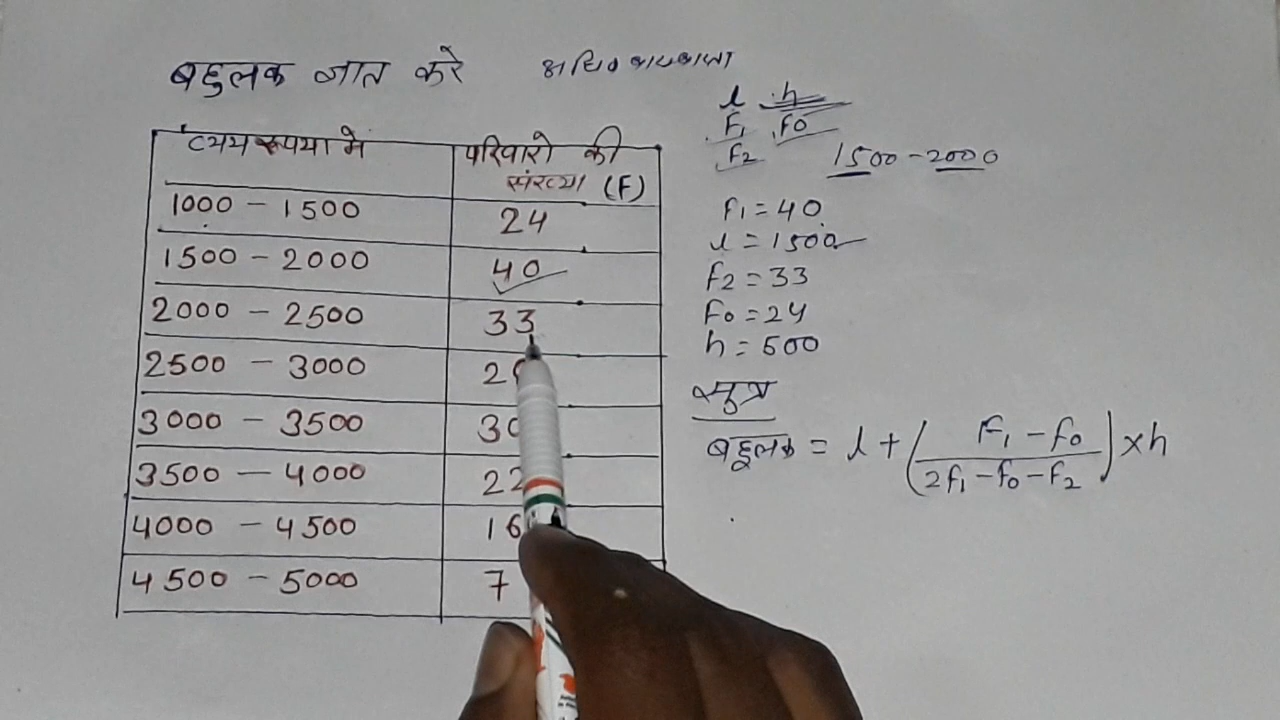 बहुलक ज्ञात करे
l h
F₁ F0
F2 1500-2000
व्यय रूपया मे परिवारो की संख्या (F)
1000 - 1500 24
1500 - 2000 40
2000 - 2500 33
2500 - 3000
3000 - 3500
3500 - 4000
4000 - 4500 16
4500 - 5000 7
F₁ = 40
l = 1500
F2 = 33
F0 = 24
h = 500
सुत्र
बहुलक = l + (F₁ - f₀ / 2f₁ - f₀ - f₂) × h